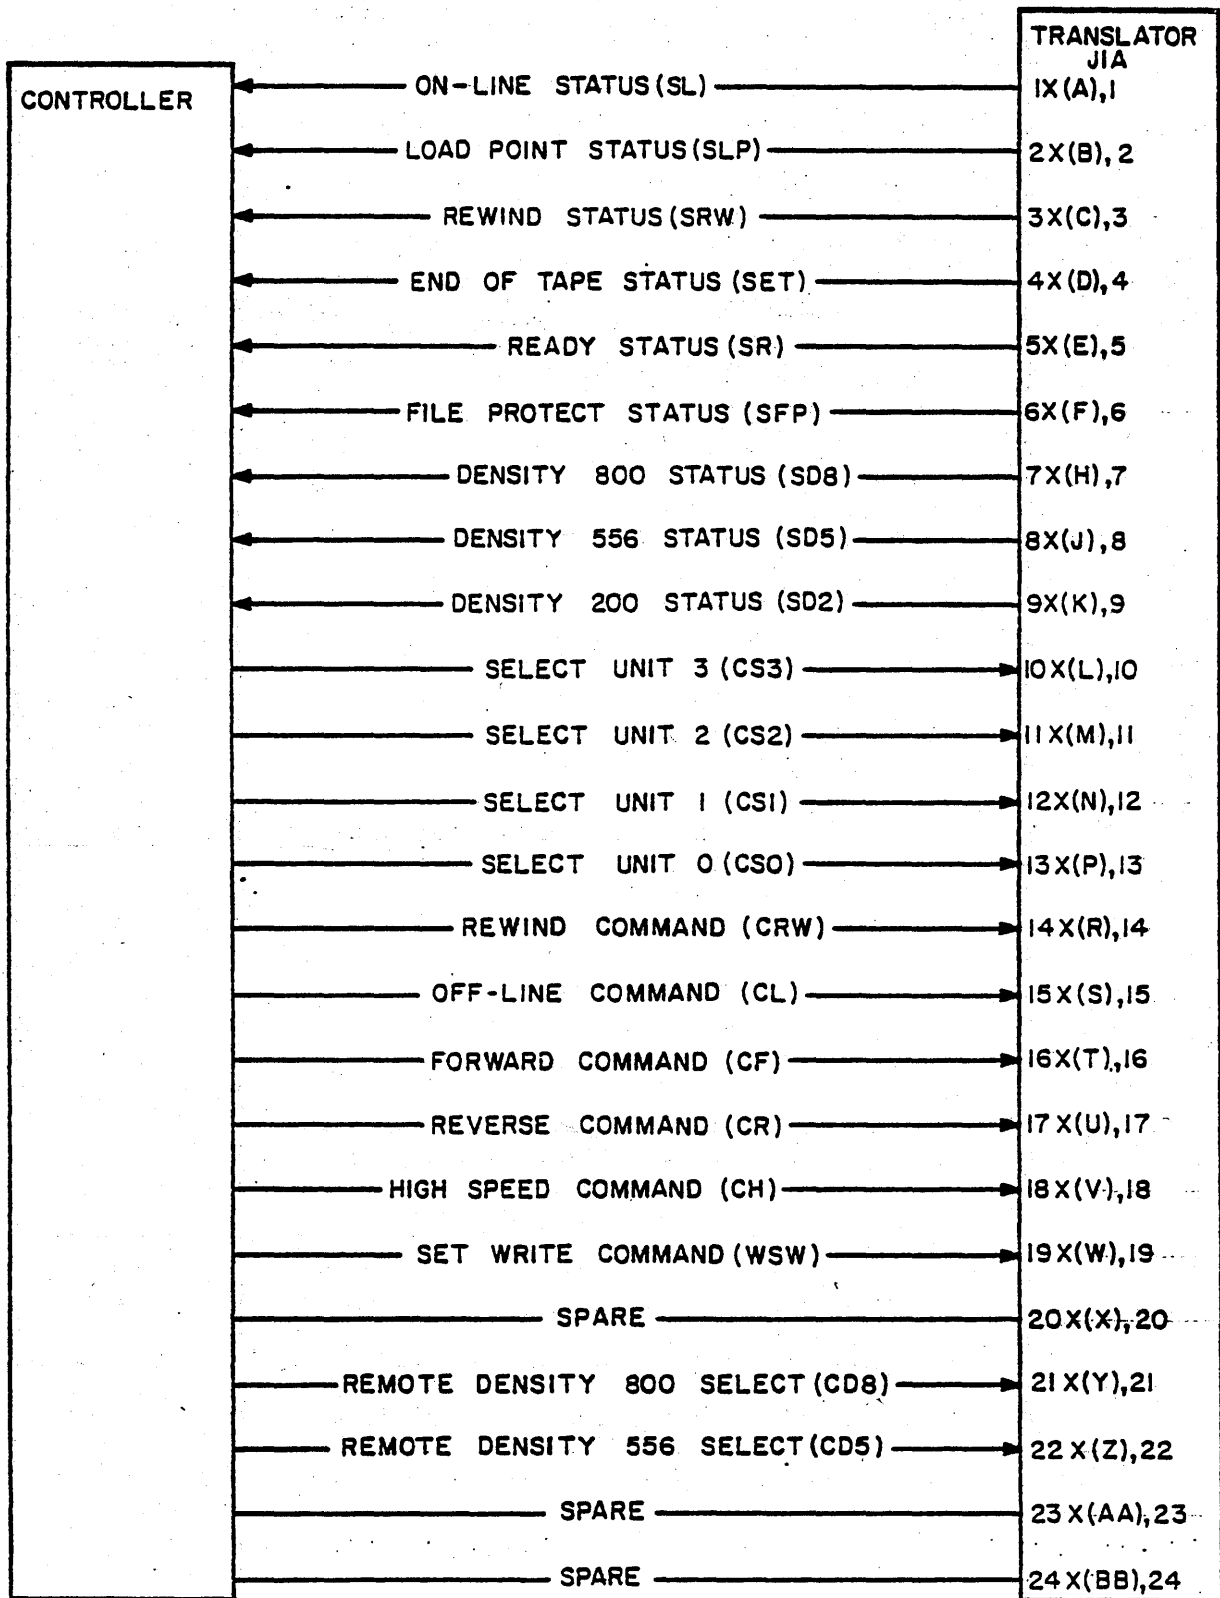 TRANSLATOR
J1A
CONTROLLER
ON-LINE STATUS (SL) 1X(A),1
LOAD POINT STATUS (SLP) 2X(B), 2
REWIND STATUS (SRW) 3X(C),3
END OF TAPE STATUS (SET) 4X(D),4
READY STATUS (SR) 5X(E),5
FILE PROTECT STATUS (SFP) 6X(F),6
DENSITY 800 STATUS (SD8) 7X(H),7
DENSITY 556 STATUS (SD5) 8X(J),8
DENSITY 200 STATUS (SD2) 9X(K),9
SELECT UNIT 3 (CS3) 10X(L),10
SELECT UNIT 2 (CS2) 11X(M),11
SELECT UNIT 1 (CS1) 12X(N),12
SELECT UNIT 0 (CS0) 13X(P),13
REWIND COMMAND (CRW) 14X(R),14
OFF-LINE COMMAND (CL) 15X(S),15
FORWARD COMMAND (CF) 16X(T),16
REVERSE COMMAND (CR) 17X(U),17
HIGH SPEED COMMAND (CH) 18X(V),18
SET WRITE COMMAND (WSW) 19X(W),19
SPARE 20X(X),20
REMOTE DENSITY 800 SELECT (CD8) 21X(Y),21
REMOTE DENSITY 556 SELECT (CD5) 22X(Z),22
SPARE 23X(AA),23
SPARE 24X(BB),24